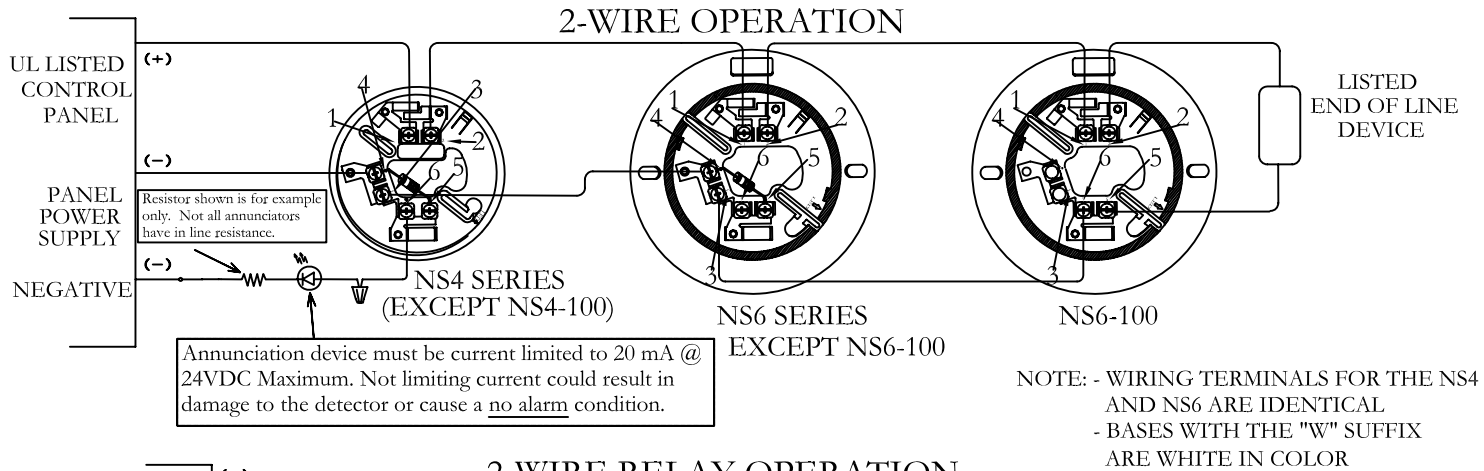 2-WIRE OPERATION
UL LISTED
CONTROL
PANEL
(+)
(-)
PANEL
POWER
SUPPLY
(-)
NEGATIVE
Resistor shown is for example
only. Not all annunciators
have in line resistance.
4
3
1
2
5
6
NS4 SERIES
(EXCEPT NS4-100)
1
2
4
6
5
3
NS6 SERIES
EXCEPT NS6-100
1
2
4
6
5
3
NS6-100
LISTED
END OF LINE
DEVICE
Annunciation device must be current limited to 20 mA @
24VDC Maximum. Not limiting current could result in
damage to the detector or cause a no alarm condition.
NOTE: - WIRING TERMINALS FOR THE NS4
AND NS6 ARE IDENTICAL
- BASES WITH THE "W" SUFFIX
ARE WHITE IN COLOR
2-WIRE RELAY OPERATION